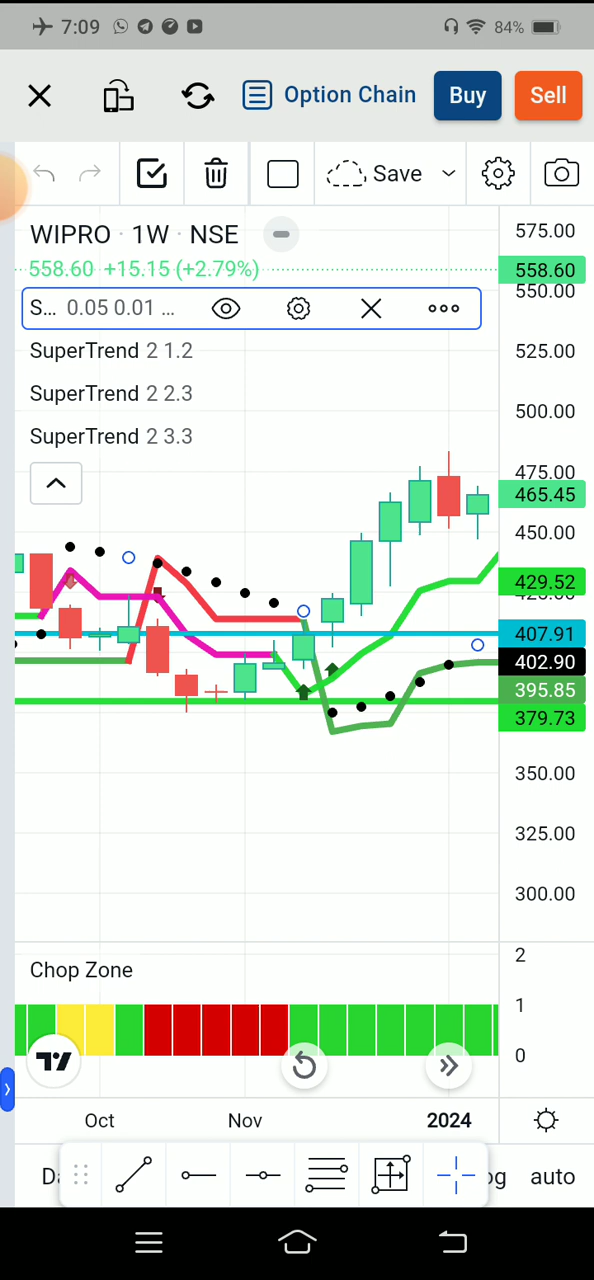 7:09 84%
Option Chain Buy Sell
Save
WIPRO · 1W · NSE
558.60 +15.15 (+2.79%)
S... 0.05 0.01 ...
SuperTrend 2 1.2
SuperTrend 2 2.3
SuperTrend 2 3.3
575.00
558.60
550.00
525.00
500.00
475.00
465.45
450.00
429.52
425.00
407.91
402.90
395.85
379.73
350.00
325.00
300.00
Chop Zone
2
1
0
Oct Nov 2024
auto